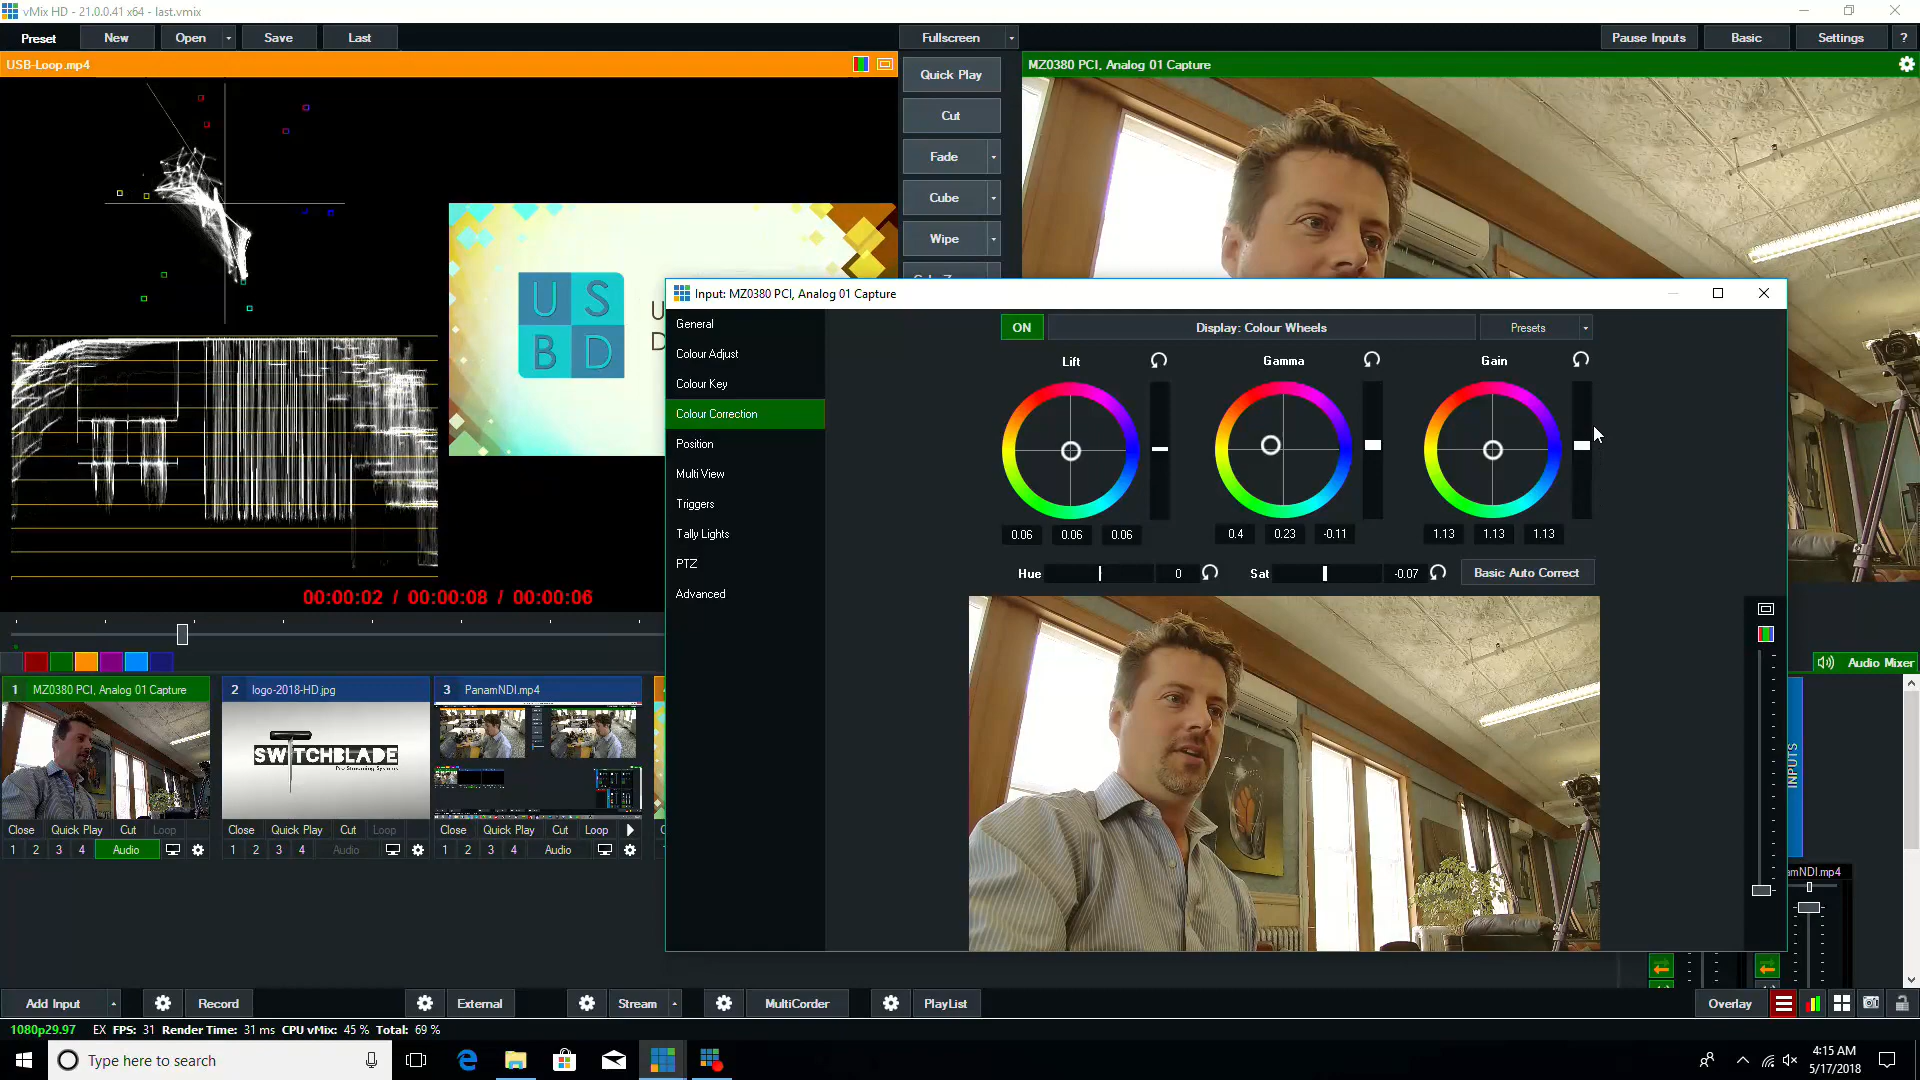 vMix HD - 21.0.0.41 x64 - last.vmix
Preset
New
Open
Save
Last
Fullscreen
Pause Inputs
Basic
Settings
?
USB-Loop.mp4
Quick Play
MZ0380 PCI, Analog 01 Capture
Cut
Fade
Cube
Wipe
U S
B D
U
D
Input: MZ0380 PCI, Analog 01 Capture
General
Colour Adjust
Colour Key
Colour Correction
Position
Multi View
Triggers
Tally Lights
PTZ
Advanced
ON
Display: Colour Wheels
Presets
Lift
Gamma
Gain
0.06 0.06 0.06
0.4 0.23 -0.11
1.13 1.13 1.13
Hue 0
Sat -0.07
Basic Auto Correct
00:00:02 / 00:00:08 / 00:00:06
Audio Mixer
INPUTS
amNDI.mp4
1 MZ0380 PCI, Analog 01 Capture
2 logo-2018-HD.jpg
3 PanamNDI.mp4
SWITCHBLADE
Pro Streaming Systems
Close Quick Play Cut Loop
1 2 3 4 Audio
Close Quick Play Cut Loop
1 2 3 4 Audio
Close Quick Play Cut Loop
1 2 3 4 Audio
Add Input
Record
External
Stream
MultiCorder
PlayList
Overlay
1080p29.97 EX FPS: 31 Render Time: 31 ms CPU vMix: 45 % Total: 69 %
Type here to search
4:15 AM
5/17/2018